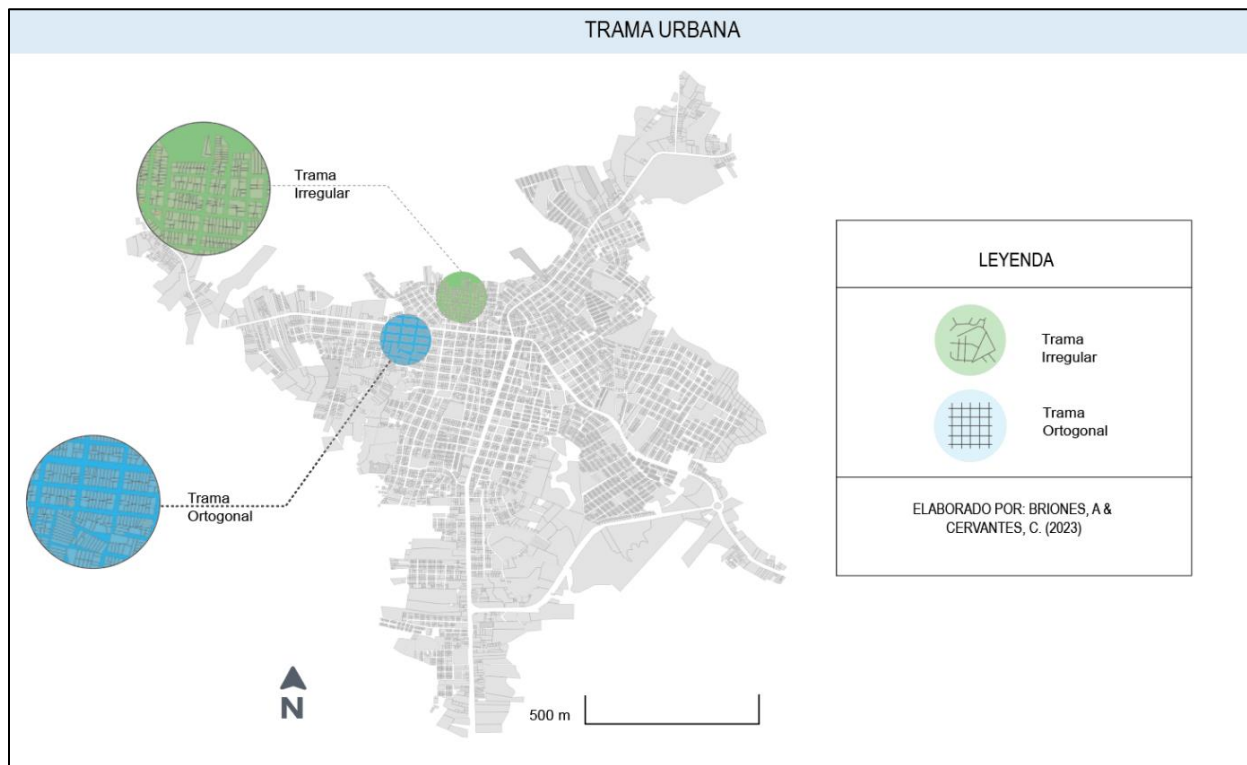 TRAMA URBANA
Trama
Irregular
Trama
Ortogonal
N
500 m
LEYENDA
Trama
Irregular
Trama
Ortogonal
ELABORADO POR: BRIONES, A &
CERVANTES, C. (2023)